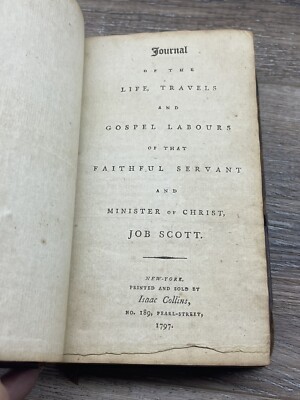 Journal
OF THE
LIFE, TRAVELS
AND
GOSPEL LABOURS
OF THAT
FAITHFUL SERVANT
AND
MINISTER OF CHRIST,
JOB SCOTT.
NEW-YORK.
PRINTED AND SOLD BY
Isaac Collins,
NO. 189, PEARL-STREET,
1797.